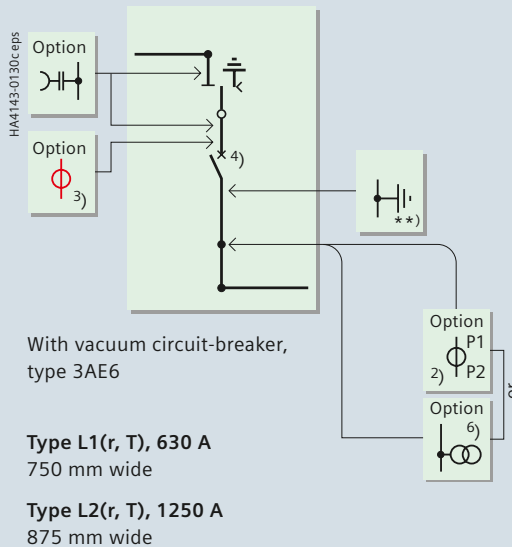 HA4143-0130c eps
Option
Option
3)
4)
**)
Option
P1
2)
P2
or
Option
6)
With vacuum circuit-breaker,
type 3AE6
Type L1(r, T), 630 A
750 mm wide
Type L2(r, T), 1250 A
875 mm wide